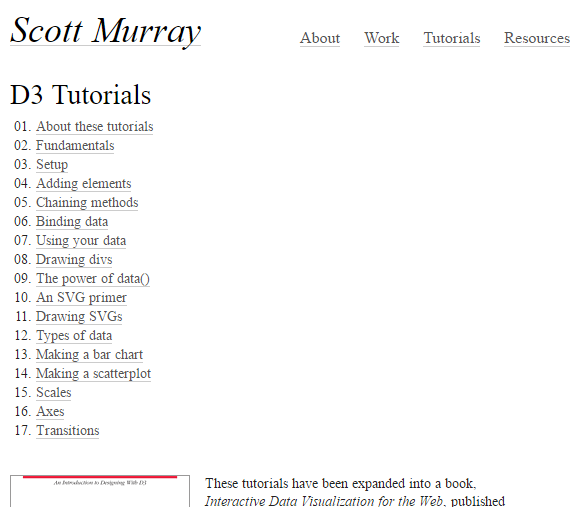 Scott Murray
About Work Tutorials Resources
D3 Tutorials
01. About these tutorials
02. Fundamentals
03. Setup
04. Adding elements
05. Chaining methods
06. Binding data
07. Using your data
08. Drawing divs
09. The power of data()
10. An SVG primer
11. Drawing SVGs
12. Types of data
13. Making a bar chart
14. Making a scatterplot
15. Scales
16. Axes
17. Transitions
An Introduction to Designing With D3
These tutorials have been expanded into a book,
Interactive Data Visualization for the Web, published